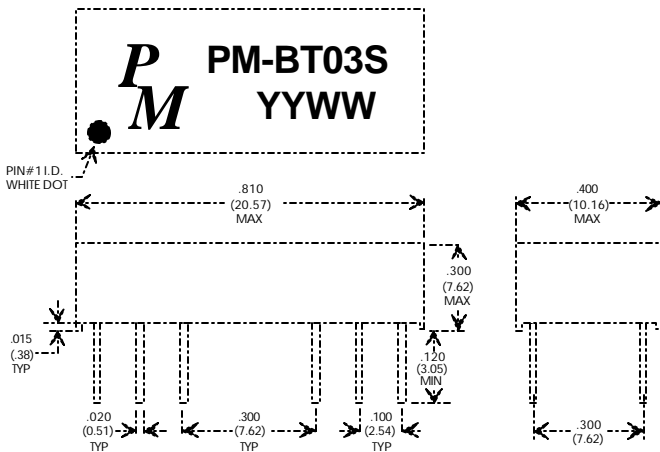 P
M
PM-BT03S
YYWW
PIN#1 I.D.
WHITE DOT
.810
(20.57)
MAX
.400
(10.16)
MAX
.300
(7.62)
MAX
.015
(.38)
TYP
.120
(3.05)
MIN
.020
(0.51)
TYP
.300
(7.62)
TYP
.100
(2.54)
TYP
.300
(7.62)